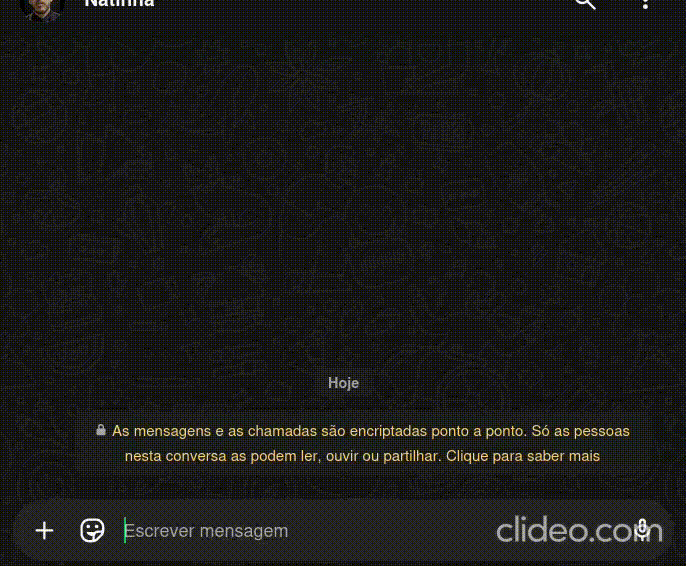 Natinha
Hoje
As mensagens e as chamadas são encriptadas ponto a ponto. Só as pessoas
nesta conversa as podem ler, ouvir ou partilhar. Clique para saber mais
Escrever mensagem
clideo.com